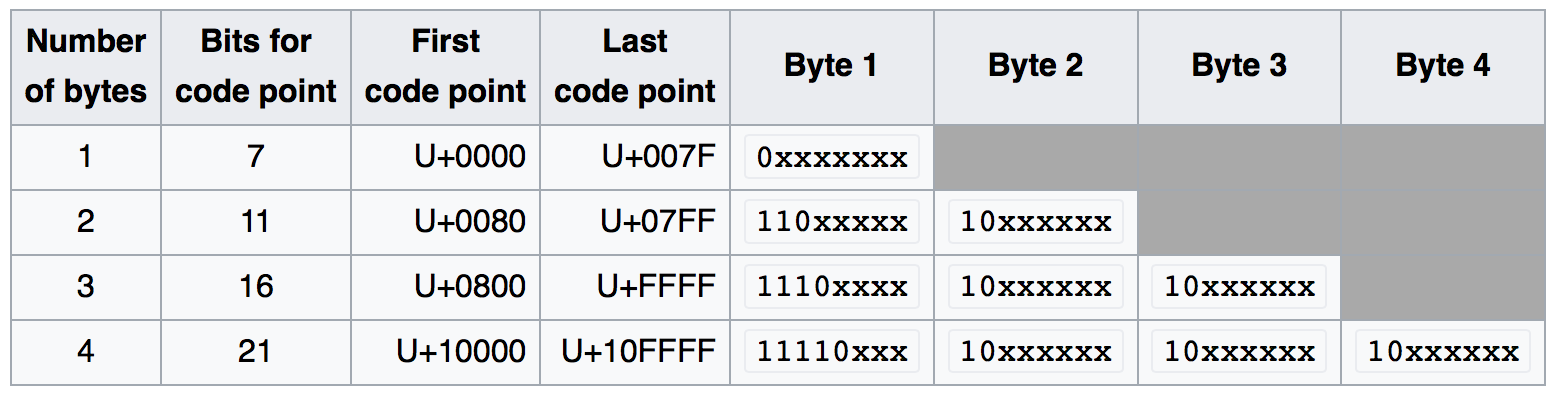 Number of bytes Bits for code point First code point Last code point Byte 1 Byte 2 Byte 3 Byte 4
1 7 U+0000 U+007F 0xxxxxxx
2 11 U+0080 U+07FF 110xxxxx 10xxxxxx
3 16 U+0800 U+FFFF 1110xxxx 10xxxxxx 10xxxxxx
4 21 U+10000 U+10FFFF 11110xxx 10xxxxxx 10xxxxxx 10xxxxxx